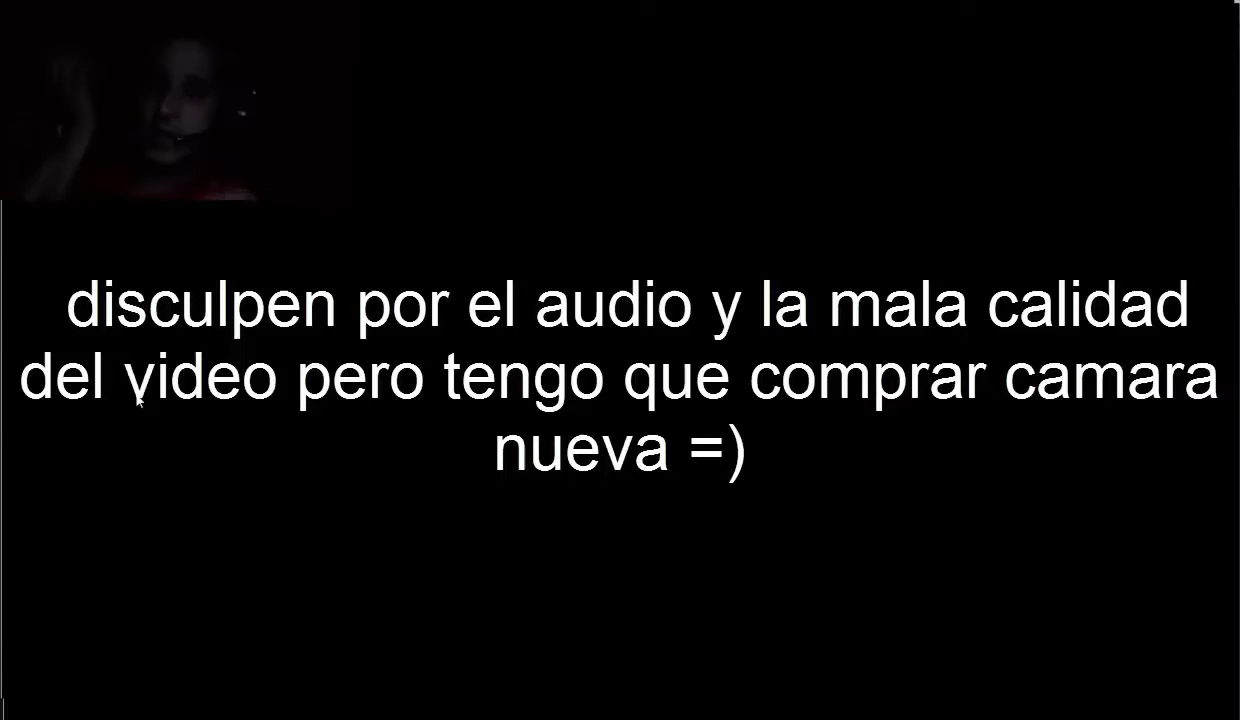 disculpen por el audio y la mala calidad
del video pero tengo que comprar camara
nueva =)